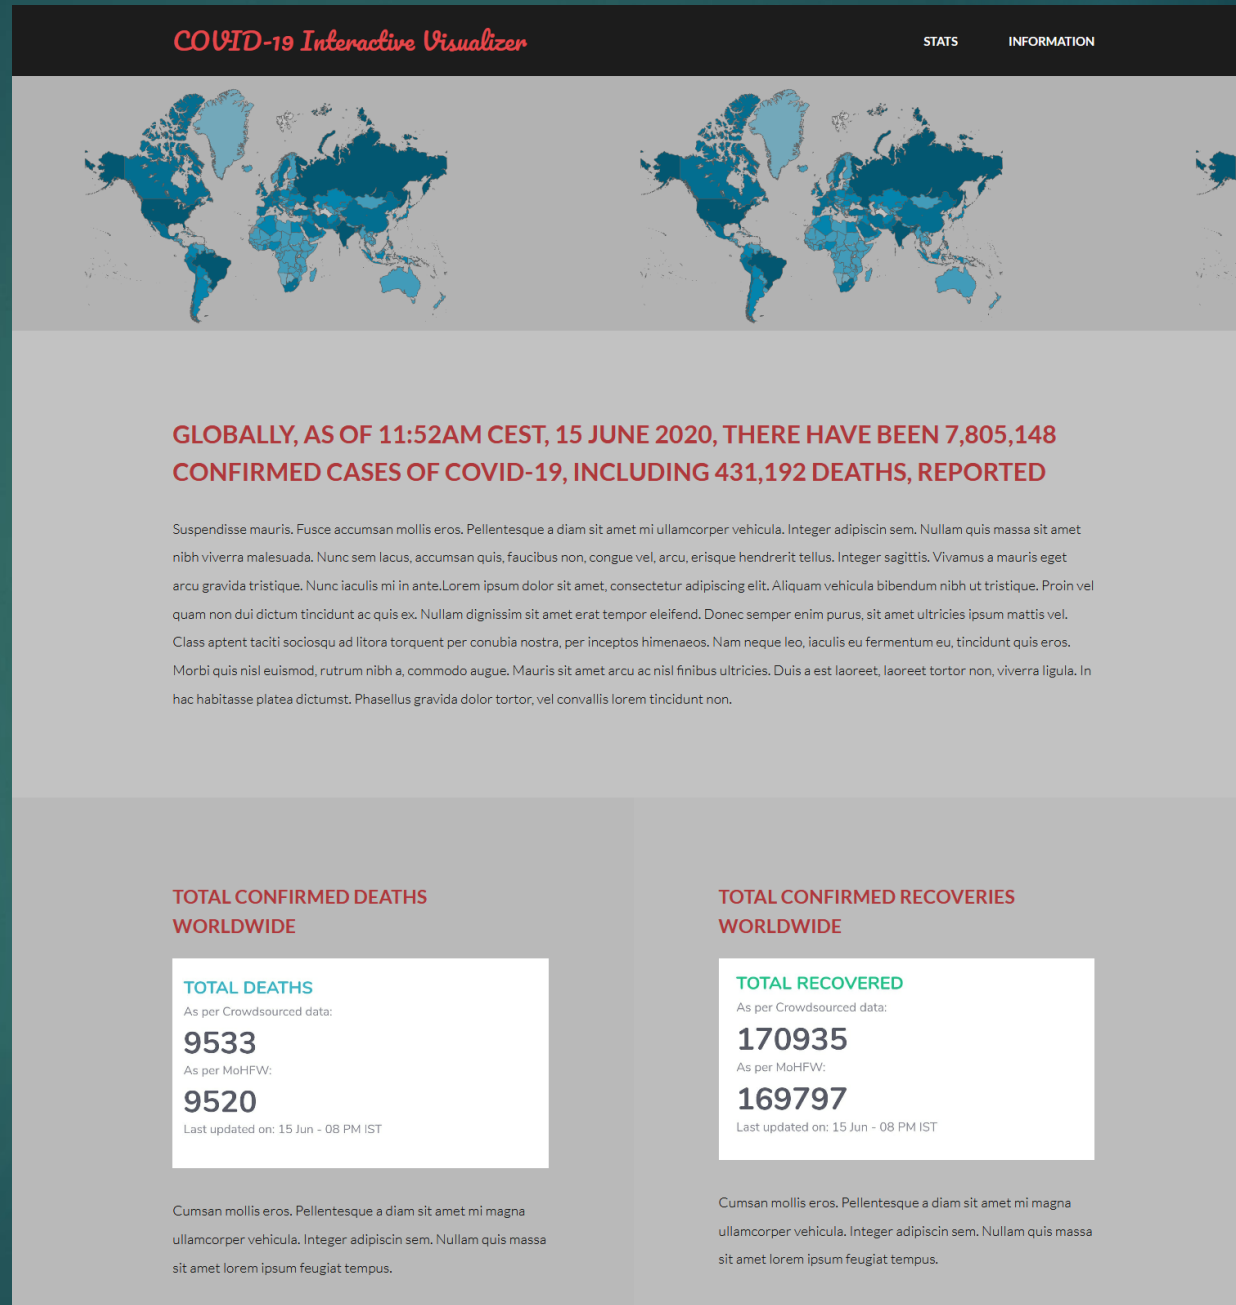 COVID-19 Interactive Visualizer
STATS
INFORMATION
GLOBALLY, AS OF 11:52AM CEST, 15 JUNE 2020, THERE HAVE BEEN 7,805,148
CONFIRMED CASES OF COVID-19, INCLUDING 431,192 DEATHS, REPORTED
Suspendisse mauris. Fusce accumsan mollis eros. Pellentesque a diam sit amet mi ullamcorper vehicula. Integer adipiscin sem. Nullam quis massa sit amet
nibh viverra malesuada. Nunc sem lacus, accumsan quis, faucibus non, congue vel, arcu, erisque hendrerit tellus. Integer sagittis. Vivamus a mauris eget
arcu gravida tristique. Nunc iaculis mi in ante.Lorem ipsum dolor sit amet, consectetur adipiscing elit. Aliquam vehicula bibendum nibh ut tristique. Proin vel
quam non dui dictum tincidunt ac quis ex. Nullam dignissim sit amet erat tempor eleifend. Donec semper enim purus, sit amet ultricies ipsum mattis vel.
Class aptent taciti sociosqu ad litora torquent per conubia nostra, per inceptos himenaeos. Nam neque leo, iaculis eu fermentum eu, tincidunt quis eros.
Morbi quis nisl euismod, rutrum nibh a, commodo augue. Mauris sit amet arcu ac nisl finibus ultricies. Duis a est laoreet, laoreet tortor non, viverra ligula. In
hac habitasse platea dictumst. Phasellus gravida dolor tortor, vel convallis lorem tincidunt non.
TOTAL CONFIRMED DEATHS
WORLDWIDE
TOTAL DEATHS
As per Crowdsourced data:
9533
As per MoHFW:
9520
Last updated on: 15 Jun - 08 PM IST
Cumsan mollis eros. Pellentesque a diam sit amet mi magna
ullamcorper vehicula. Integer adipiscin sem. Nullam quis massa
sit amet lorem ipsum feugiat tempus.
TOTAL CONFIRMED RECOVERIES
WORLDWIDE
TOTAL RECOVERED
As per Crowdsourced data:
170935
As per MoHFW:
169797
Last updated on: 15 Jun - 08 PM IST
Cumsan mollis eros. Pellentesque a diam sit amet mi magna
ullamcorper vehicula. Integer adipiscin sem. Nullam quis massa
sit amet lorem ipsum feugiat tempus.